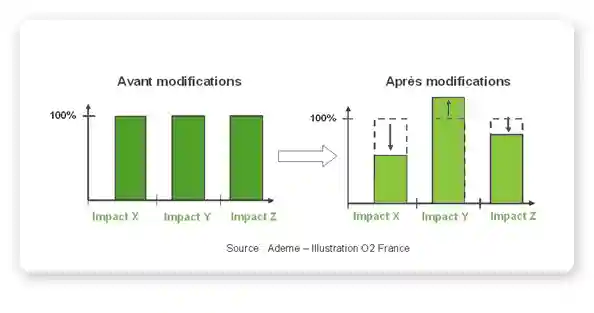 Avant modifications
Après modifications
100%
100%
Impact X Impact Y Impact Z
Impact X Impact Y Impact Z
Source Ademe – Illustration O2 France